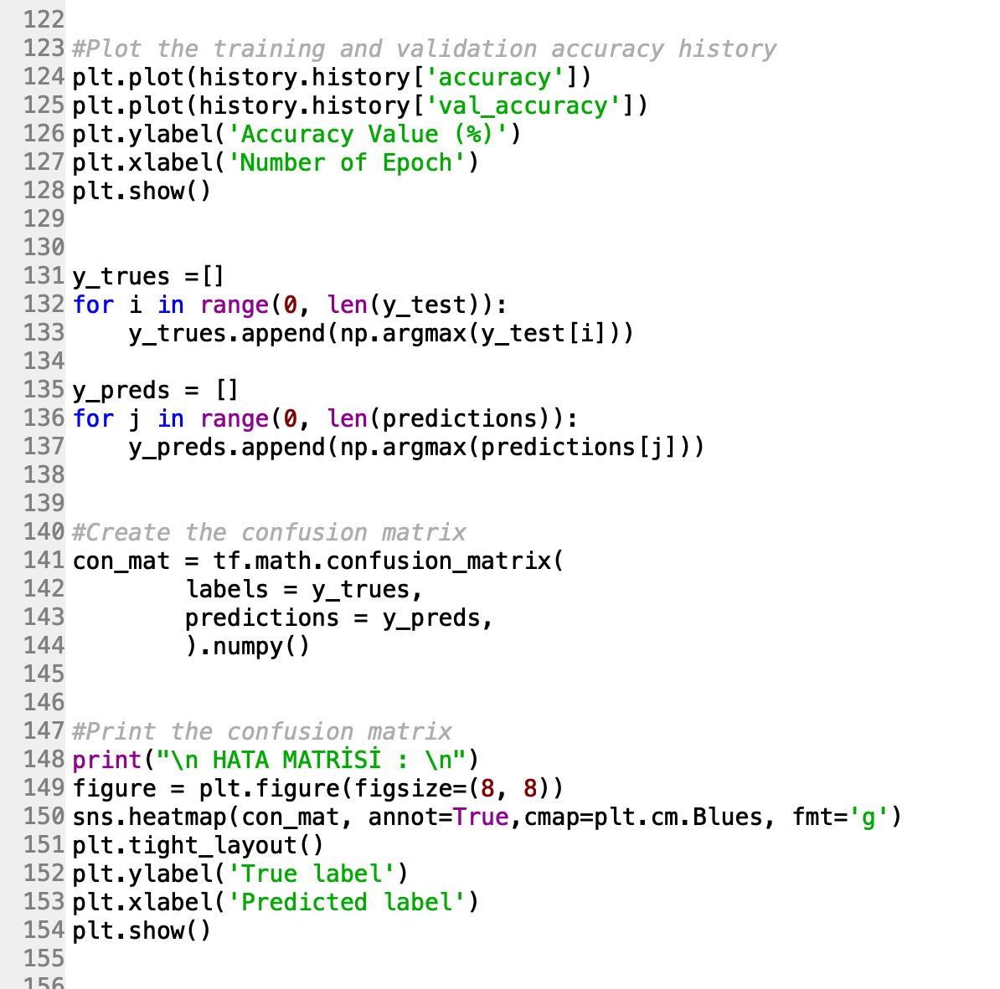 122
123 #Plot the training and validation accuracy history
124 plt.plot(history.history['accuracy'])
125 plt.plot(history.history['val_accuracy'])
126 plt.ylabel('Accuracy Value (%)')
127 plt.xlabel('Number of Epoch')
128 plt.show()
129
130
131 y_trues =[]
132 for i in range(0, len(y_test)):
133     y_trues.append(np.argmax(y_test[i]))
134
135 y_preds = []
136 for j in range(0, len(predictions)):
137     y_preds.append(np.argmax(predictions[j]))
138
139
140 #Create the confusion matrix
141 con_mat = tf.math.confusion_matrix(
142         labels = y_trues,
143         predictions = y_preds,
144         ).numpy()
145
146
147 #Print the confusion matrix
148 print("\n HATA MATRİSİ : \n")
149 figure = plt.figure(figsize=(8, 8))
150 sns.heatmap(con_mat, annot=True,cmap=plt.cm.Blues, fmt='g')
151 plt.tight_layout()
152 plt.ylabel('True label')
153 plt.xlabel('Predicted label')
154 plt.show()
155
156